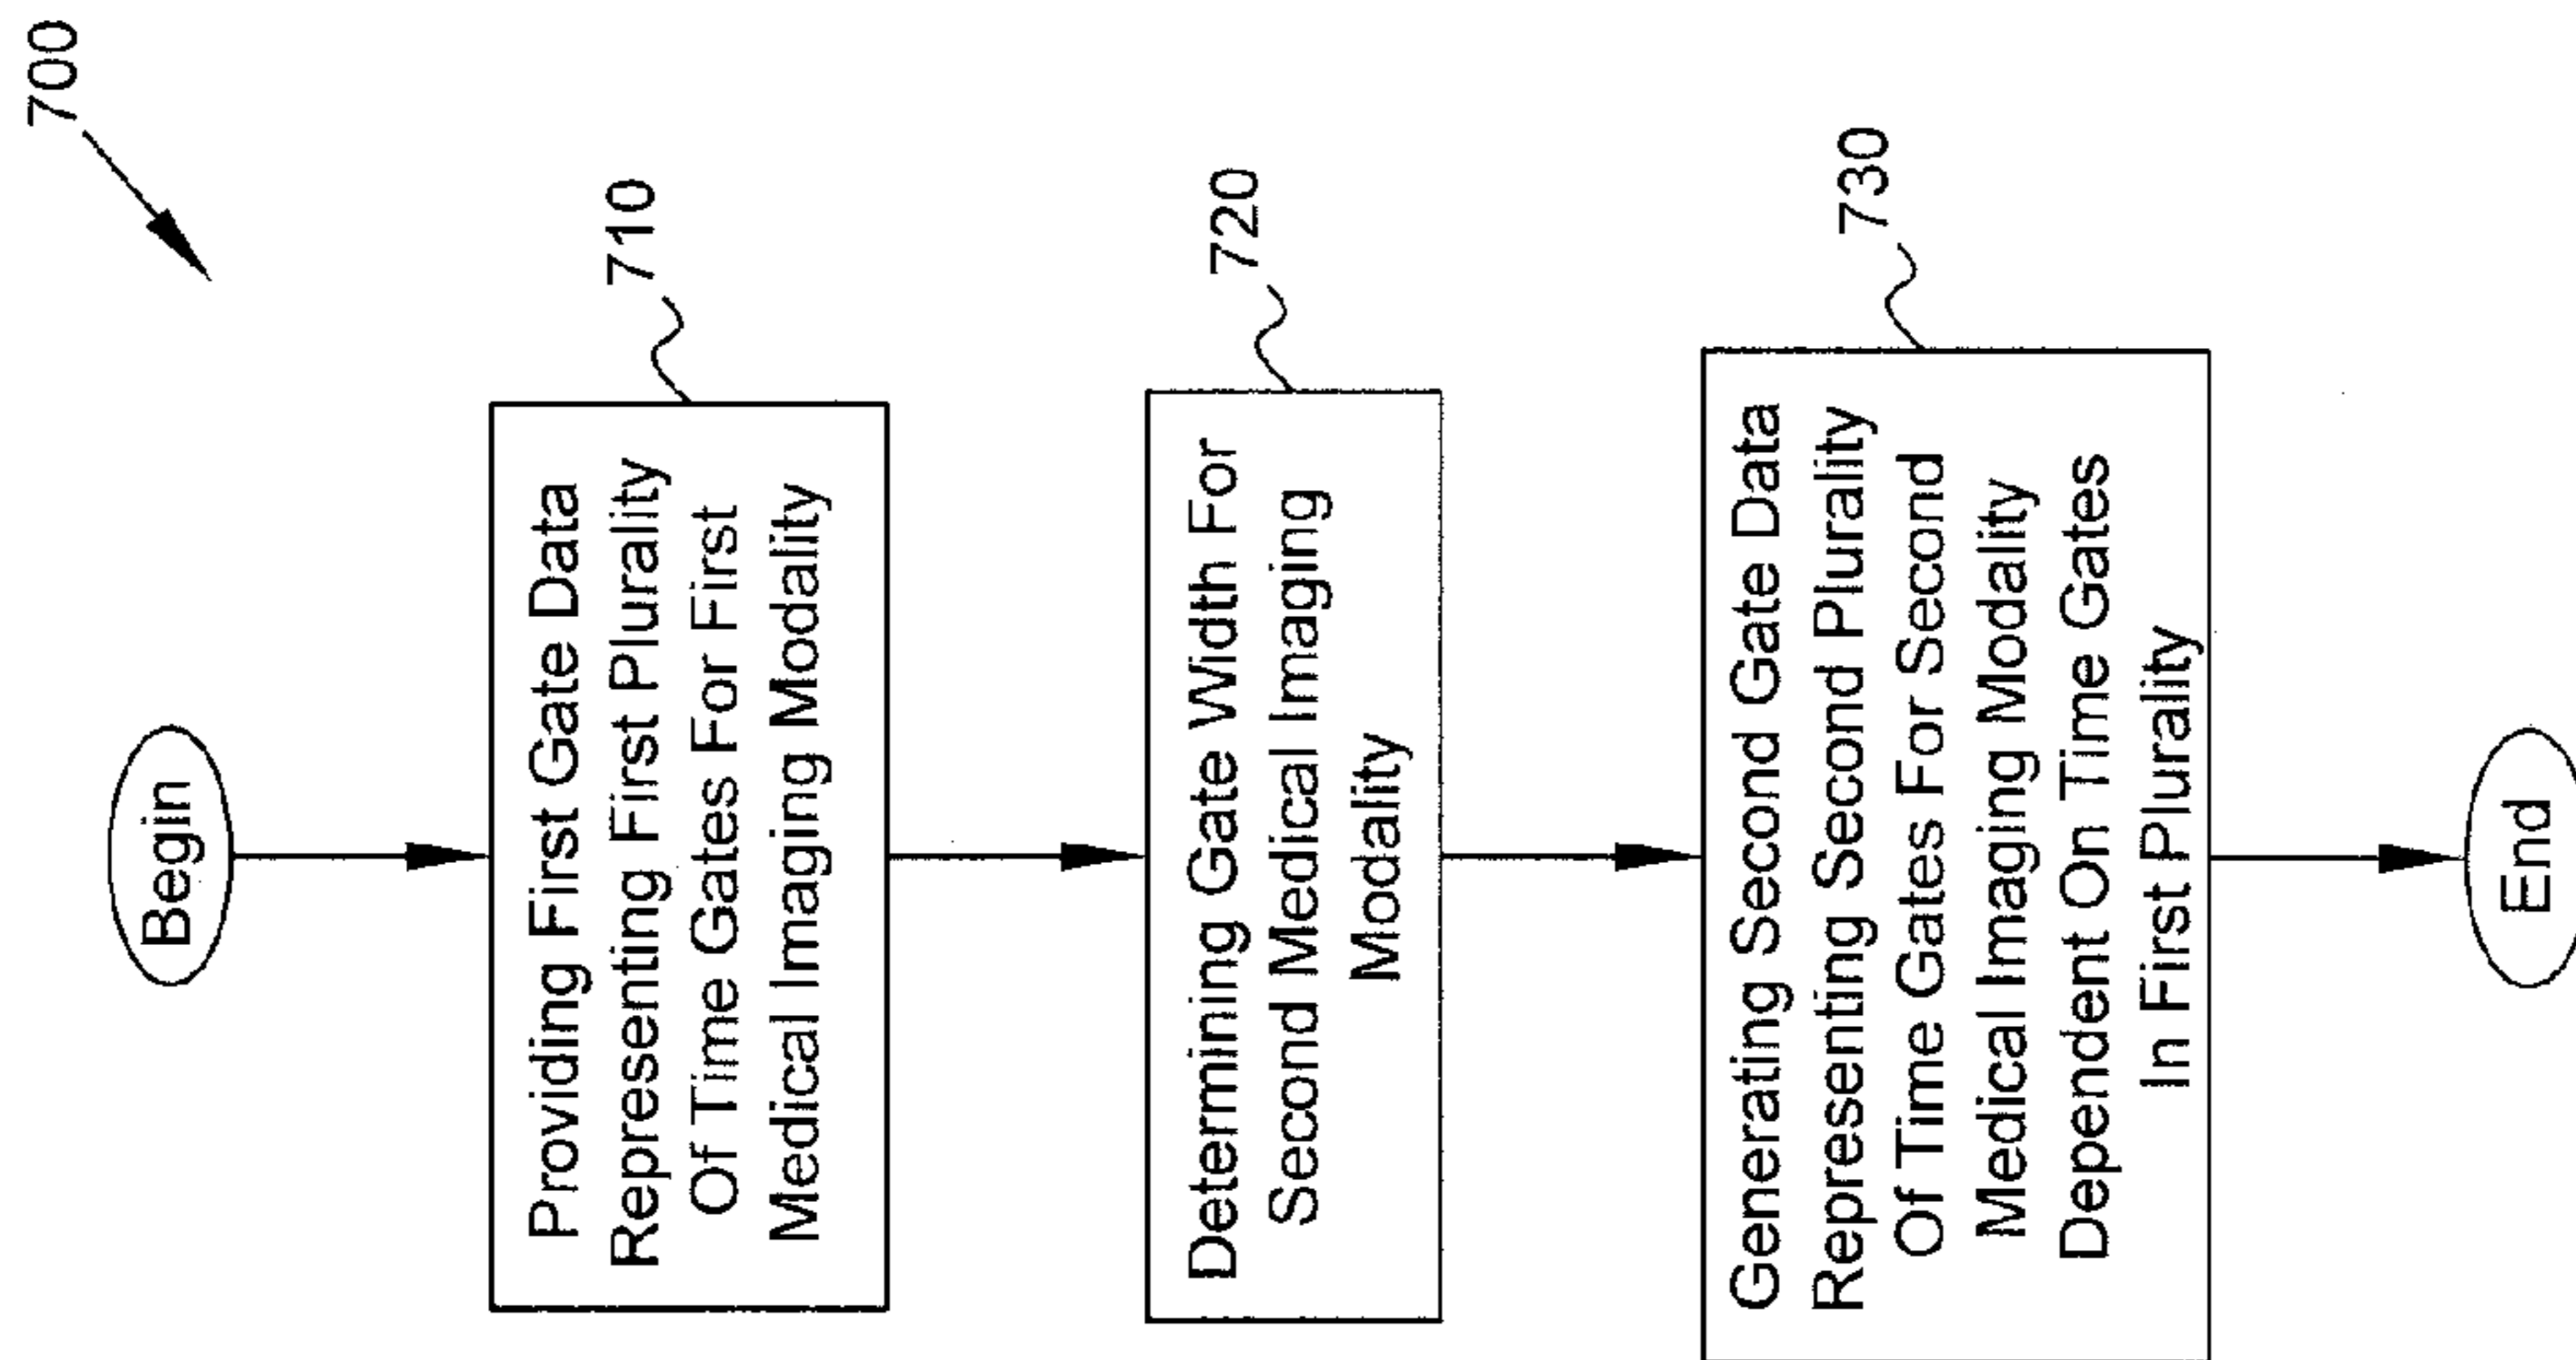 700
Begin
Providing First Gate Data
Representing First Plurality
Of Time Gates For First
Medical Imaging Modality
710
Determining Gate Width For
Second Medical Imaging
Modality
720
Generating Second Gate Data
Representing Second Plurality
Of Time Gates For Second
Medical Imaging Modality
Dependent On Time Gates
In First Plurality
730
End